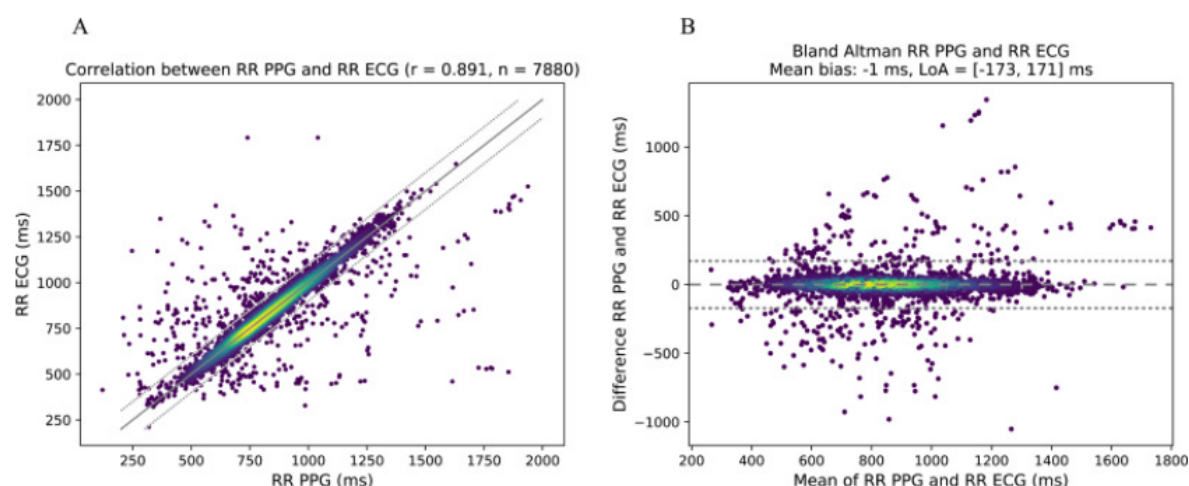 A
Correlation between RR PPG and RR ECG (r = 0.891, n = 7880)
2000
1750
1500
1250
1000
750
500
250
RR ECG (ms)
250 500 750 1000 1250 1500 1750 2000
RR PPG (ms)
B
Bland Altman RR PPG and RR ECG
Mean bias: -1 ms, LoA = [-173, 171] ms
1000
500
0
−500
−1000
Difference RR PPG and RR ECG (ms)
200 400 600 800 1000 1200 1400 1600 1800
Mean of RR PPG and RR ECG (ms)